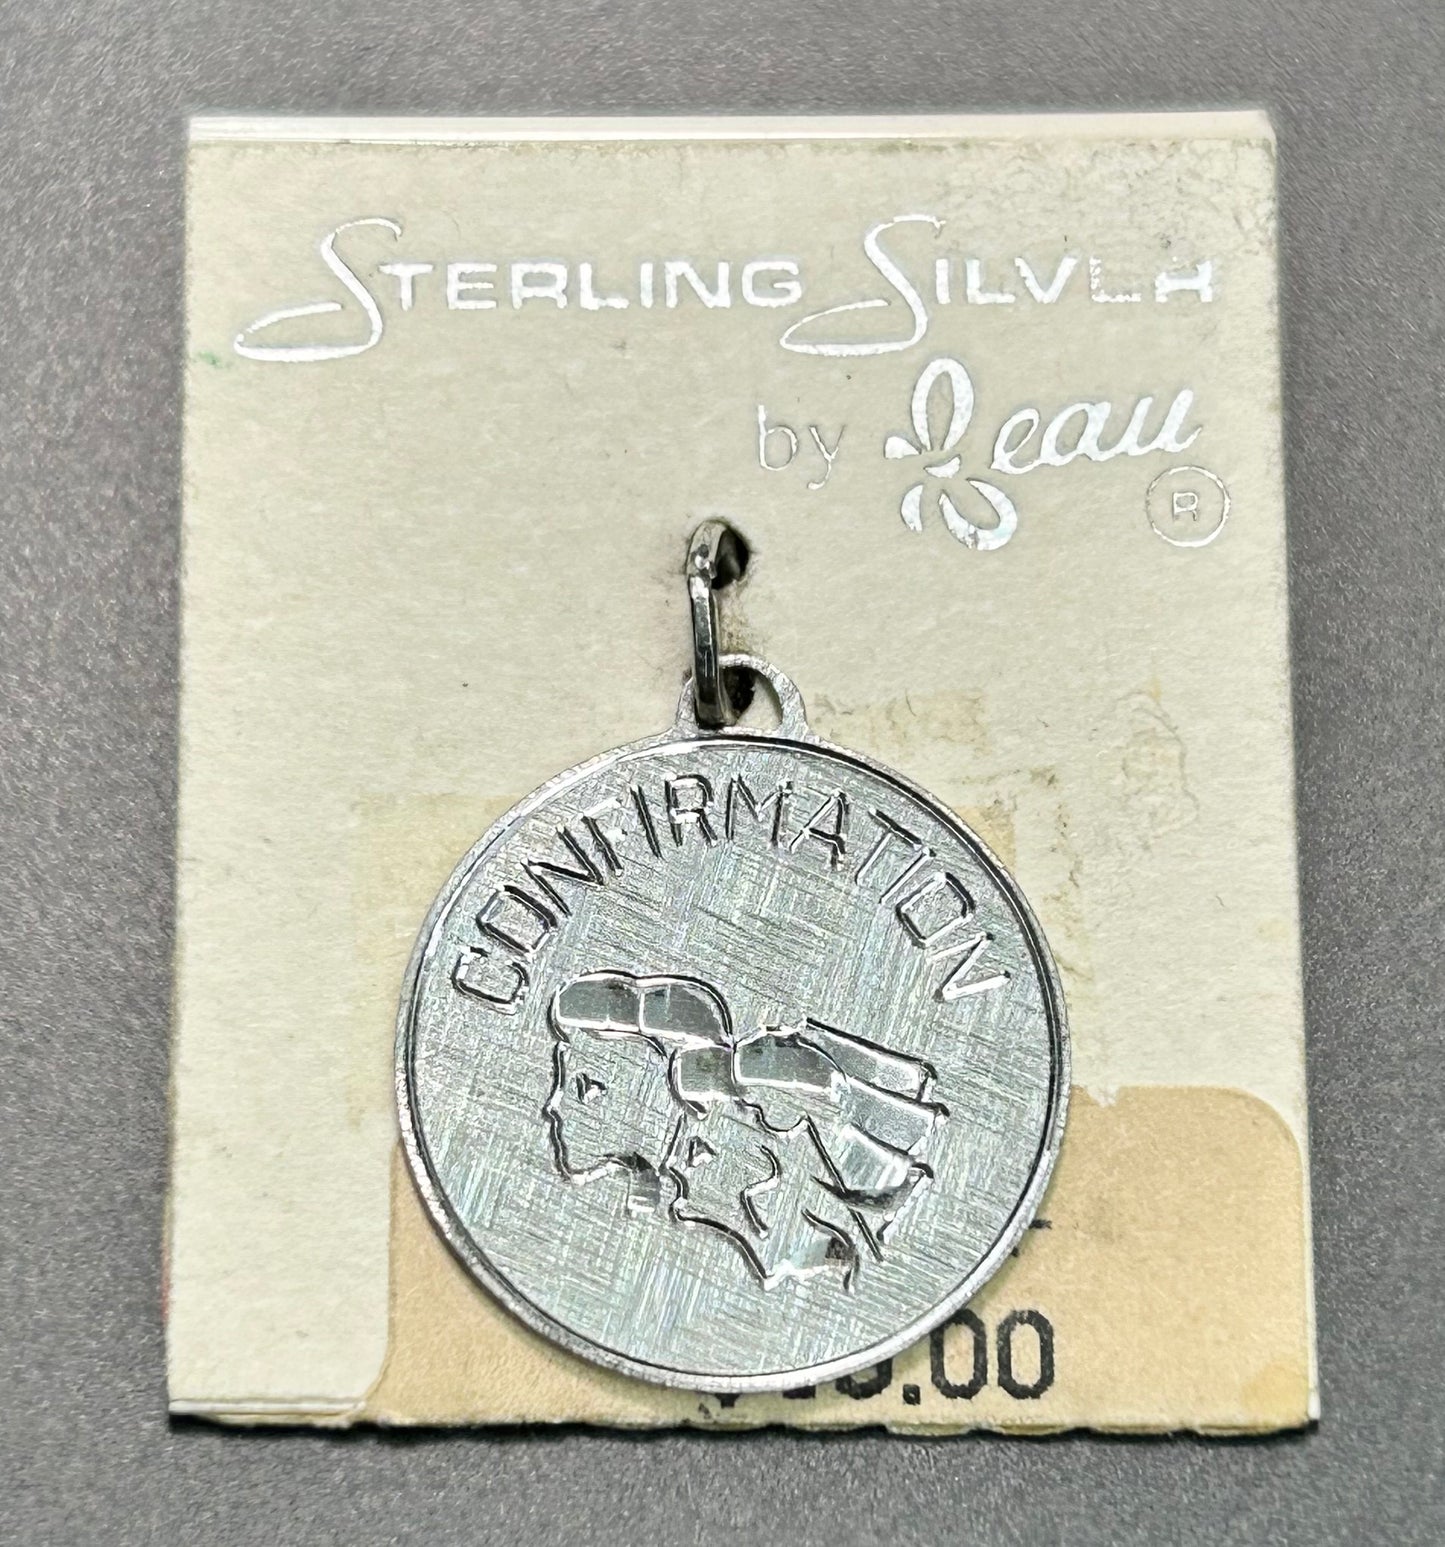 STERLING SILVER
by Beau
R
CONFIRMATION
.00